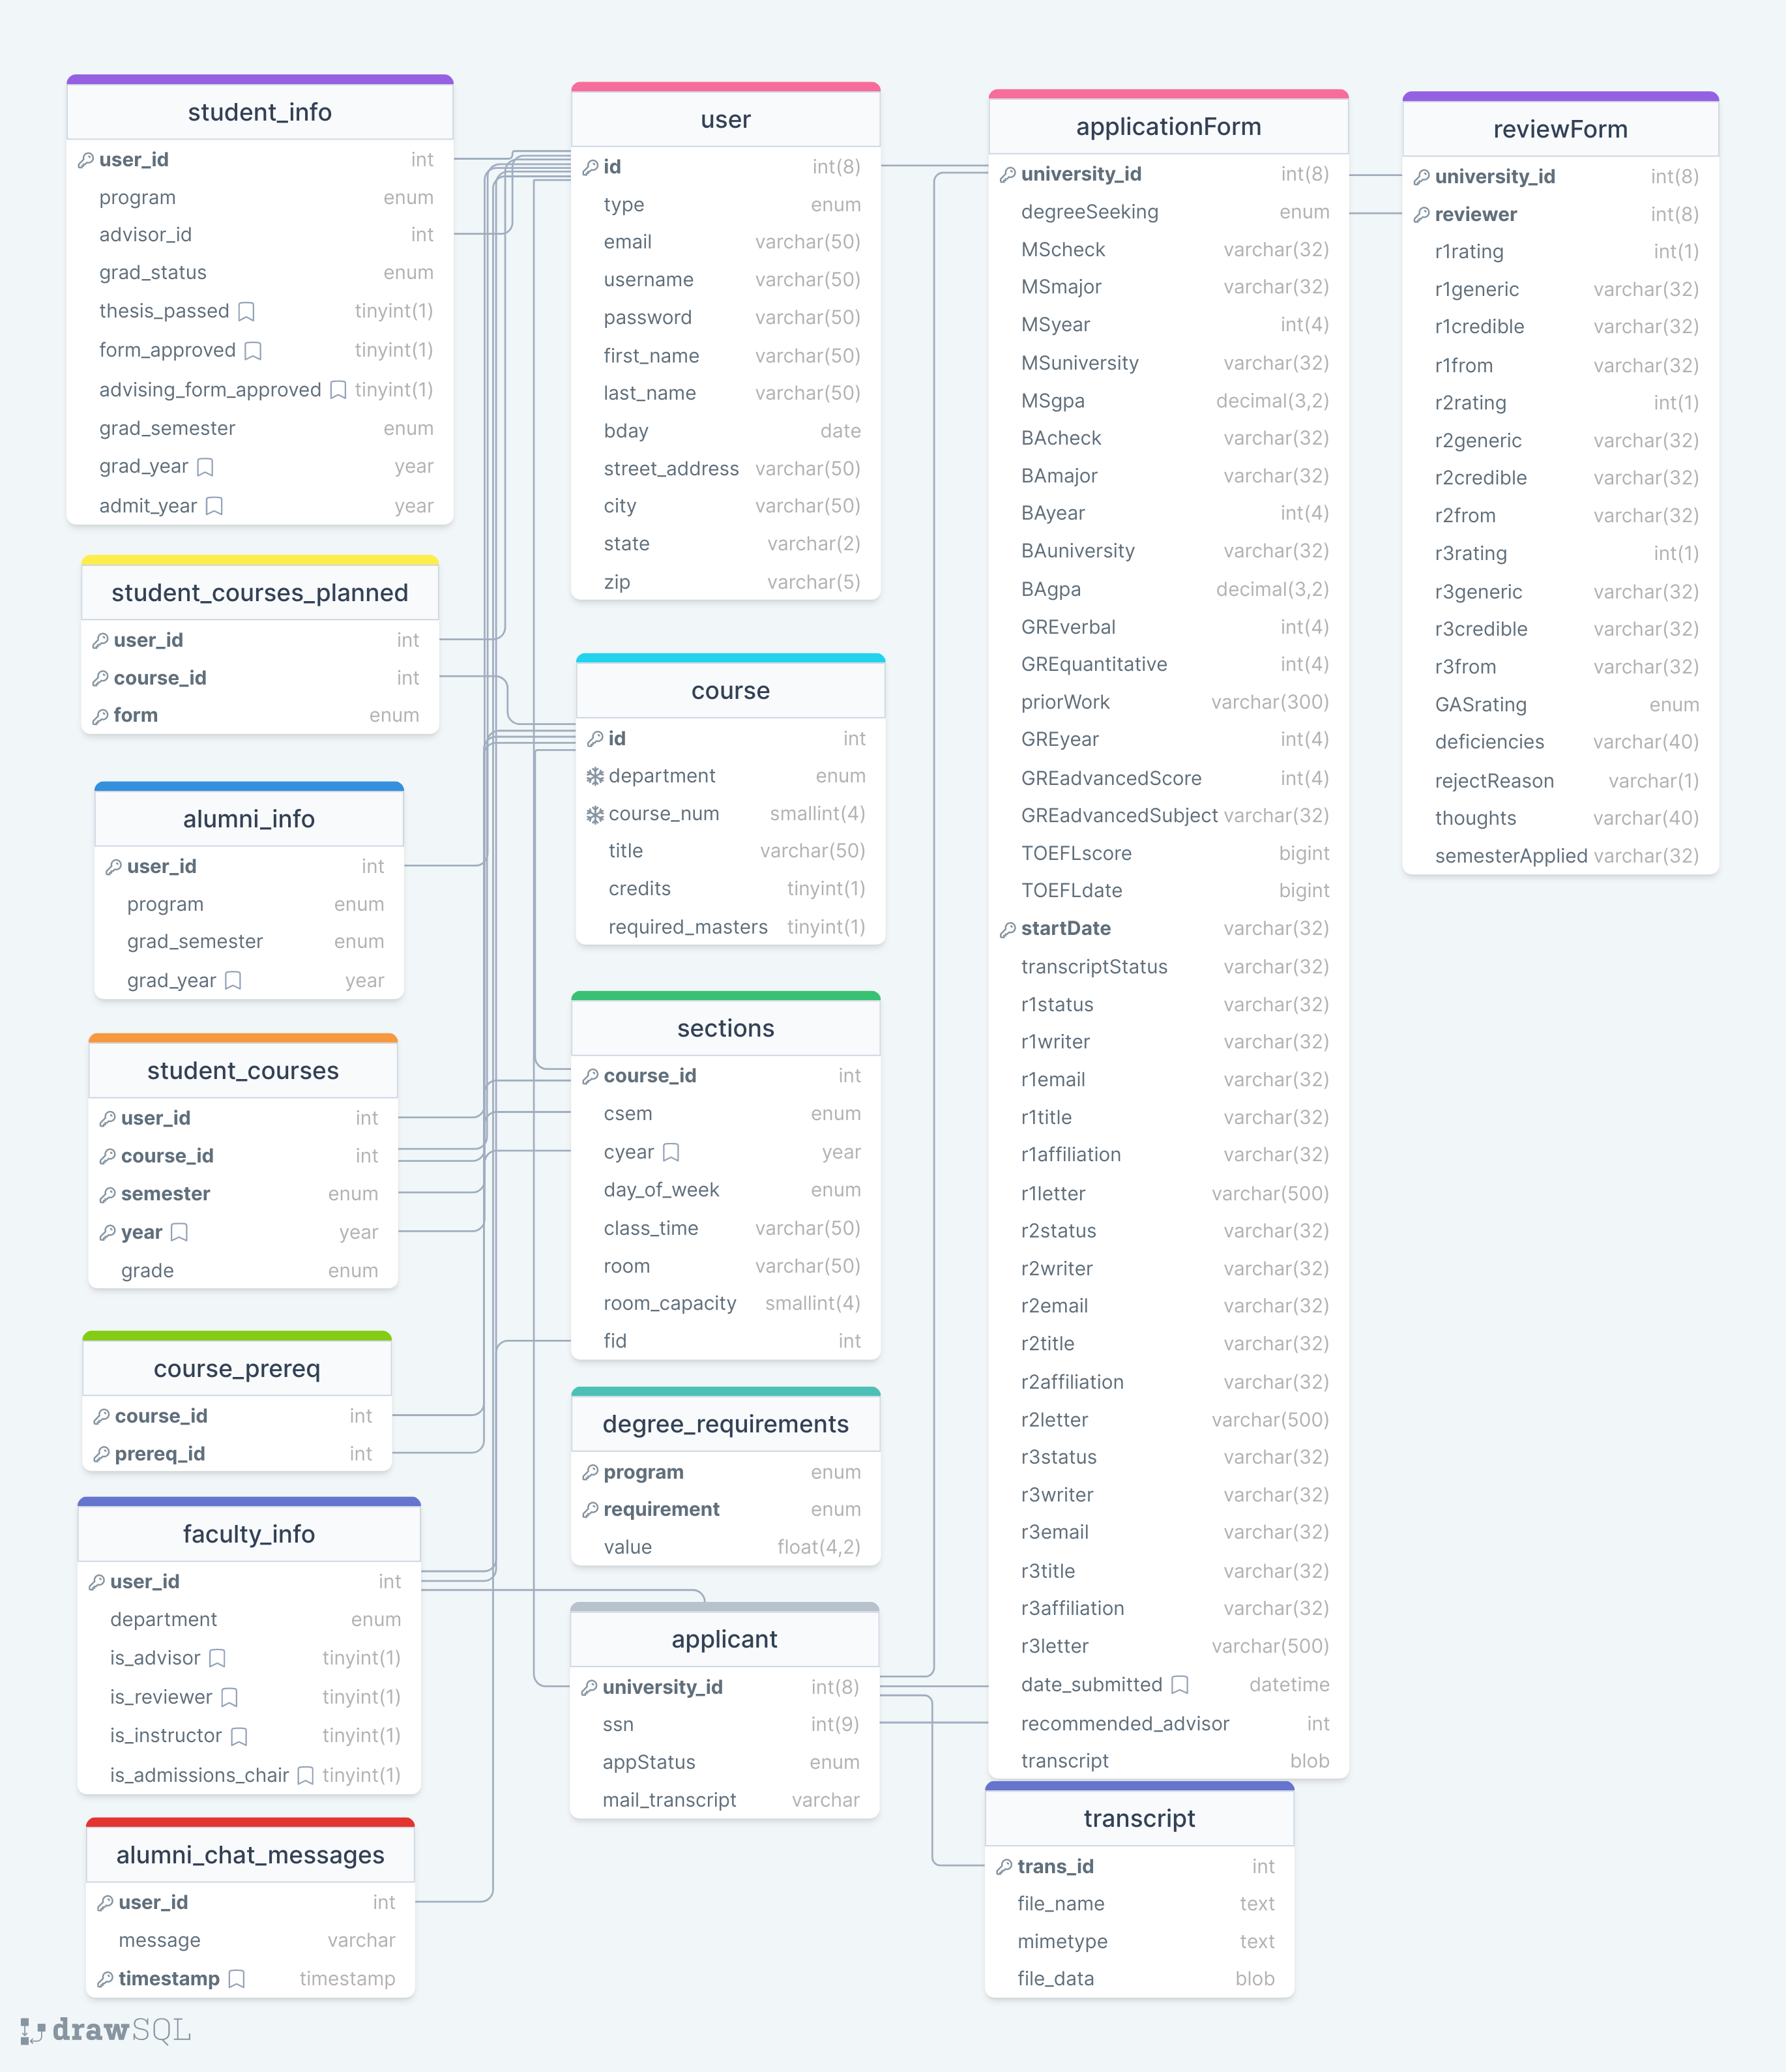 student_info
user_id int
program enum
advisor_id int
grad_status enum
thesis_passed tinyint(1)
form_approved tinyint(1)
advising_form_approved tinyint(1)
grad_semester enum
grad_year year
admit_year year
student_courses_planned
user_id int
course_id int
form enum
alumni_info
user_id int
program enum
grad_semester enum
grad_year year
student_courses
user_id int
course_id int
semester enum
year year
grade enum
course_prereq
course_id int
prereq_id int
faculty_info
user_id int
department enum
is_advisor tinyint(1)
is_reviewer tinyint(1)
is_instructor tinyint(1)
is_admissions_chair tinyint(1)
alumni_chat_messages
user_id int
message varchar
timestamp timestamp
user
id int(8)
type enum
email varchar(50)
username varchar(50)
password varchar(50)
first_name varchar(50)
last_name varchar(50)
bday date
street_address varchar(50)
city varchar(50)
state varchar(2)
zip varchar(5)
course
id int
department enum
course_num smallint(4)
title varchar(50)
credits tinyint(1)
required_masters tinyint(1)
sections
course_id int
csem enum
cyear year
day_of_week enum
class_time varchar(50)
room varchar(50)
room_capacity smallint(4)
fid int
degree_requirements
program enum
requirement enum
value float(4,2)
applicant
university_id int(8)
ssn int(9)
appStatus enum
mail_transcript varchar
applicationForm
university_id int(8)
degreeSeeking enum
MScheck varchar(32)
MSmajor varchar(32)
MSyear int(4)
MSuniversity varchar(32)
MSgpa decimal(3,2)
BAcheck varchar(32)
BAmajor varchar(32)
BAyear int(4)
BAuniversity varchar(32)
BAgpa decimal(3,2)
GREverbal int(4)
GREquantitative int(4)
priorWork varchar(300)
GREyear int(4)
GREadvancedScore int(4)
GREadvancedSubject varchar(32)
TOEFLscore bigint
TOEFLdate bigint
startDate varchar(32)
transcriptStatus varchar(32)
r1status varchar(32)
r1writer varchar(32)
r1email varchar(32)
r1title varchar(32)
r1affiliation varchar(32)
r1letter varchar(500)
r2status varchar(32)
r2writer varchar(32)
r2email varchar(32)
r2title varchar(32)
r2affiliation varchar(32)
r2letter varchar(500)
r3status varchar(32)
r3writer varchar(32)
r3email varchar(32)
r3title varchar(32)
r3affiliation varchar(32)
r3letter varchar(500)
date_submitted datetime
recommended_advisor int
transcript blob
transcript
trans_id int
file_name text
mimetype text
file_data blob
reviewForm
university_id int(8)
reviewer int(8)
r1rating int(1)
r1generic varchar(32)
r1credible varchar(32)
r1from varchar(32)
r2rating int(1)
r2generic varchar(32)
r2credible varchar(32)
r2from varchar(32)
r3rating int(1)
r3generic varchar(32)
r3credible varchar(32)
r3from varchar(32)
GASrating enum
deficiencies varchar(40)
rejectReason varchar(1)
thoughts varchar(40)
semesterApplied varchar(32)
drawSQL